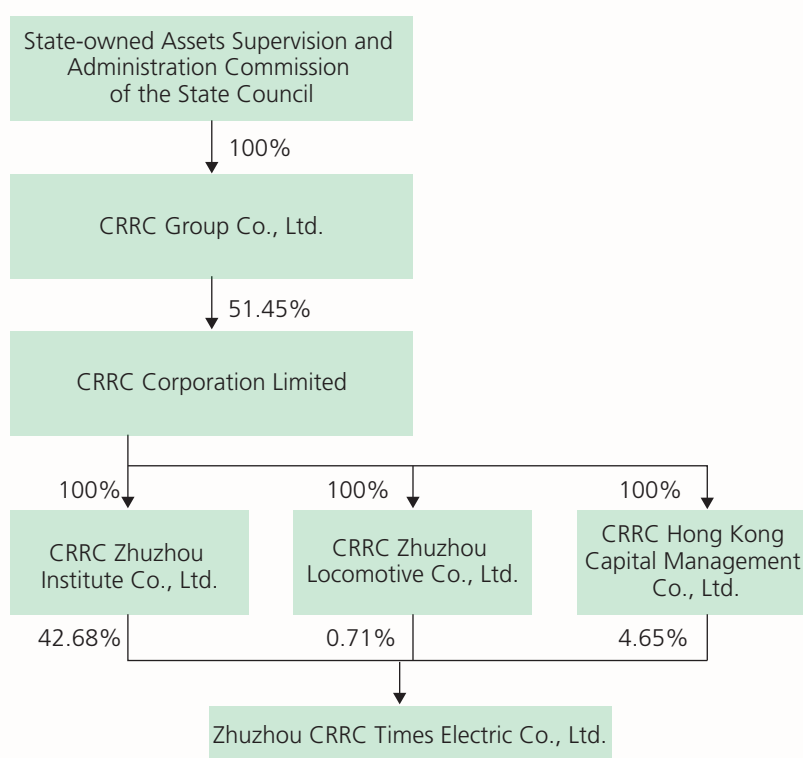 State-owned Assets Supervision and
Administration Commission
of the State Council
100%
CRRC Group Co., Ltd.
51.45%
CRRC Corporation Limited
100%
100%
100%
CRRC Zhuzhou
Institute Co., Ltd.
CRRC Zhuzhou
Locomotive Co., Ltd.
CRRC Hong Kong
Capital Management
Co., Ltd.
42.68%
0.71%
4.65%
Zhuzhou CRRC Times Electric Co., Ltd.